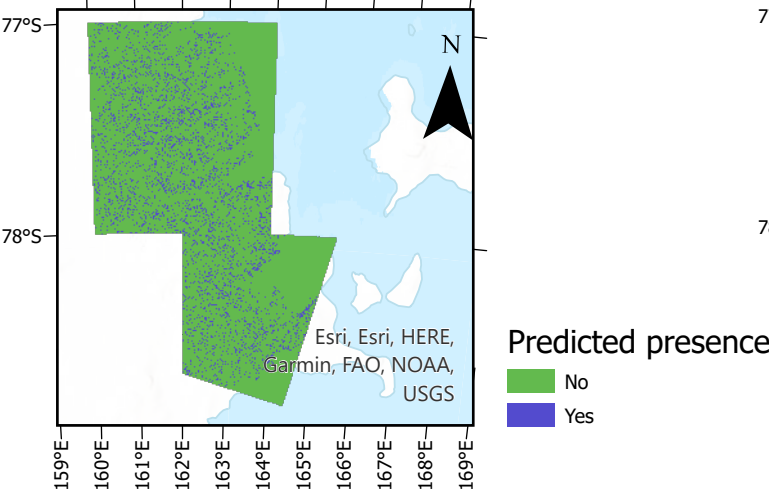 77°S
N
78°S
Esri, Esri, HERE,
Garmin, FAO, NOAA,
USGS
159°E
160°E
161°E
162°E
163°E
164°E
165°E
166°E
167°E
168°E
169°E
Predicted presence
No
Yes